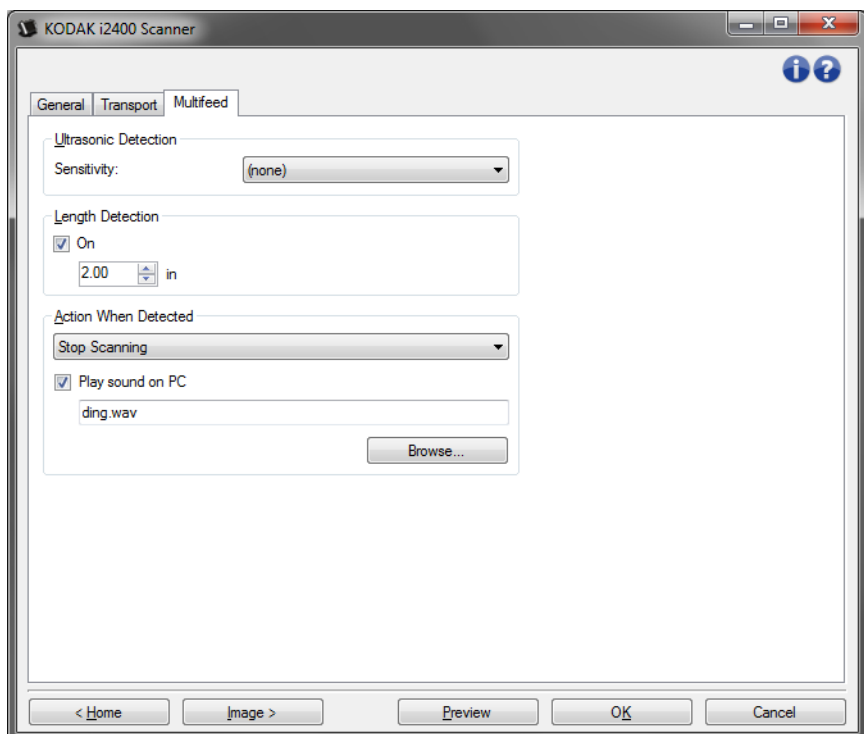 KODAK i2400 Scanner
General Transport Multifeed
Ultrasonic Detection
Sensitivity: (none)
Length Detection
On
2.00 in
Action When Detected
Stop Scanning
Play sound on PC
ding.wav
Browse...
< Home Image > Preview OK Cancel